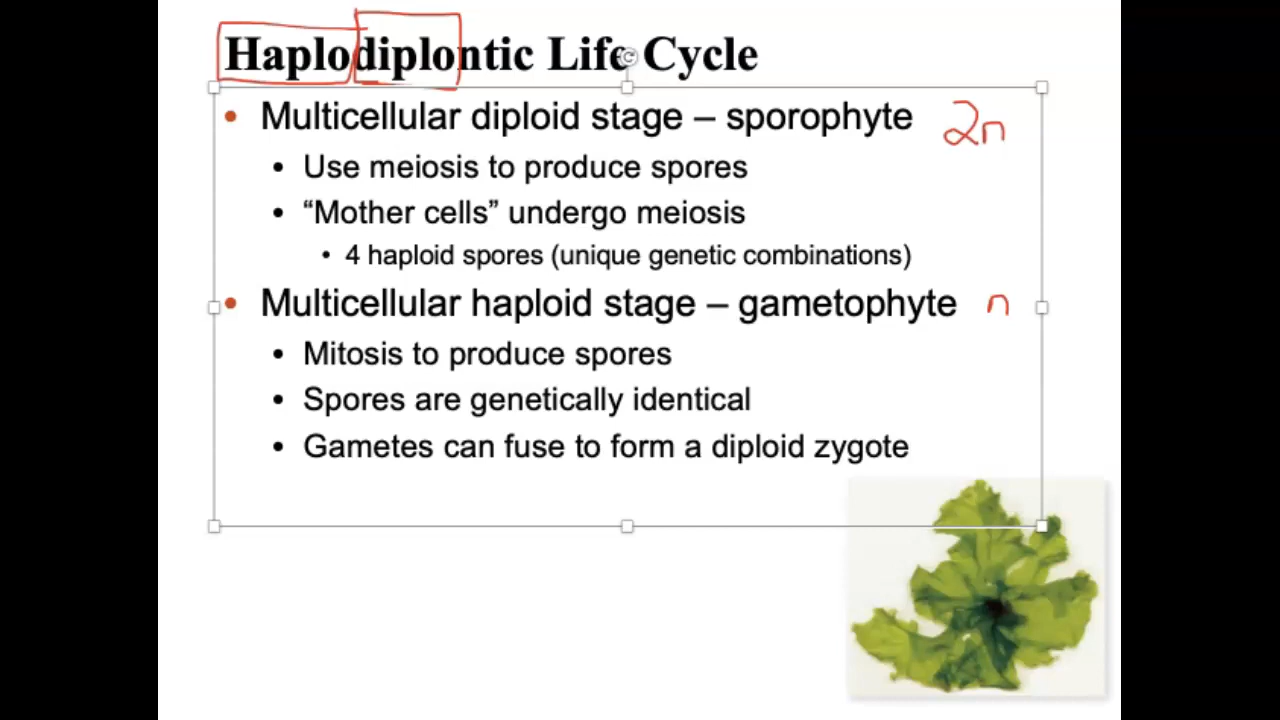 Haplodiplontic Life Cycle
• Multicellular diploid stage – sporophyte 2n
• Use meiosis to produce spores
• “Mother cells” undergo meiosis
• 4 haploid spores (unique genetic combinations)
• Multicellular haploid stage – gametophyte n
• Mitosis to produce spores
• Spores are genetically identical
• Gametes can fuse to form a diploid zygote